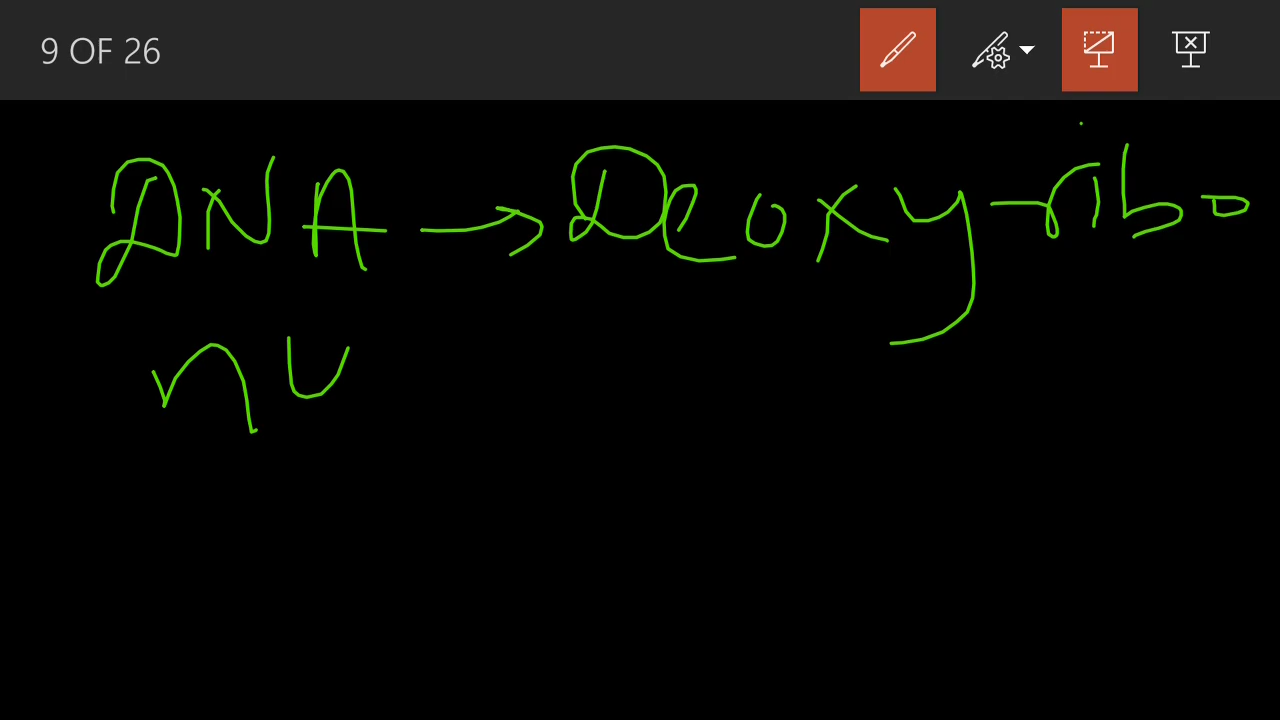 9 OF 26
DNA → Deoxy-ribo
nu